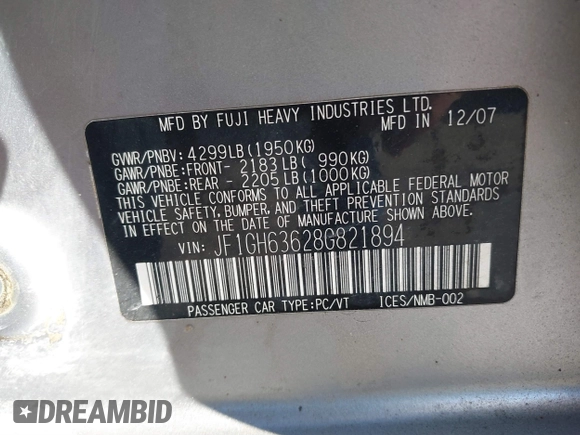 MFD BY FUJI HEAVY INDUSTRIES LTD.
MFD IN 12/07
GVWR/PNBV: 4299LB(1950KG)
GAWR/PNBE:FRONT- 2183LB( 990KG)
GAWR/PNBE:REAR - 2205LB(1000KG)
THIS VEHICLE CONFORMS TO ALL APPLICABLE FEDERAL MOTOR
VEHICLE SAFETY, BUMPER, AND THEFT PREVENTION STANDARDS
IN EFFECT ON THE DATE OF MANUFACTURE SHOWN ABOVE.
VIN: JF1GH63628G821894
PASSENGER CAR TYPE:PC/VT ICES/NMB-002
DREAMBID